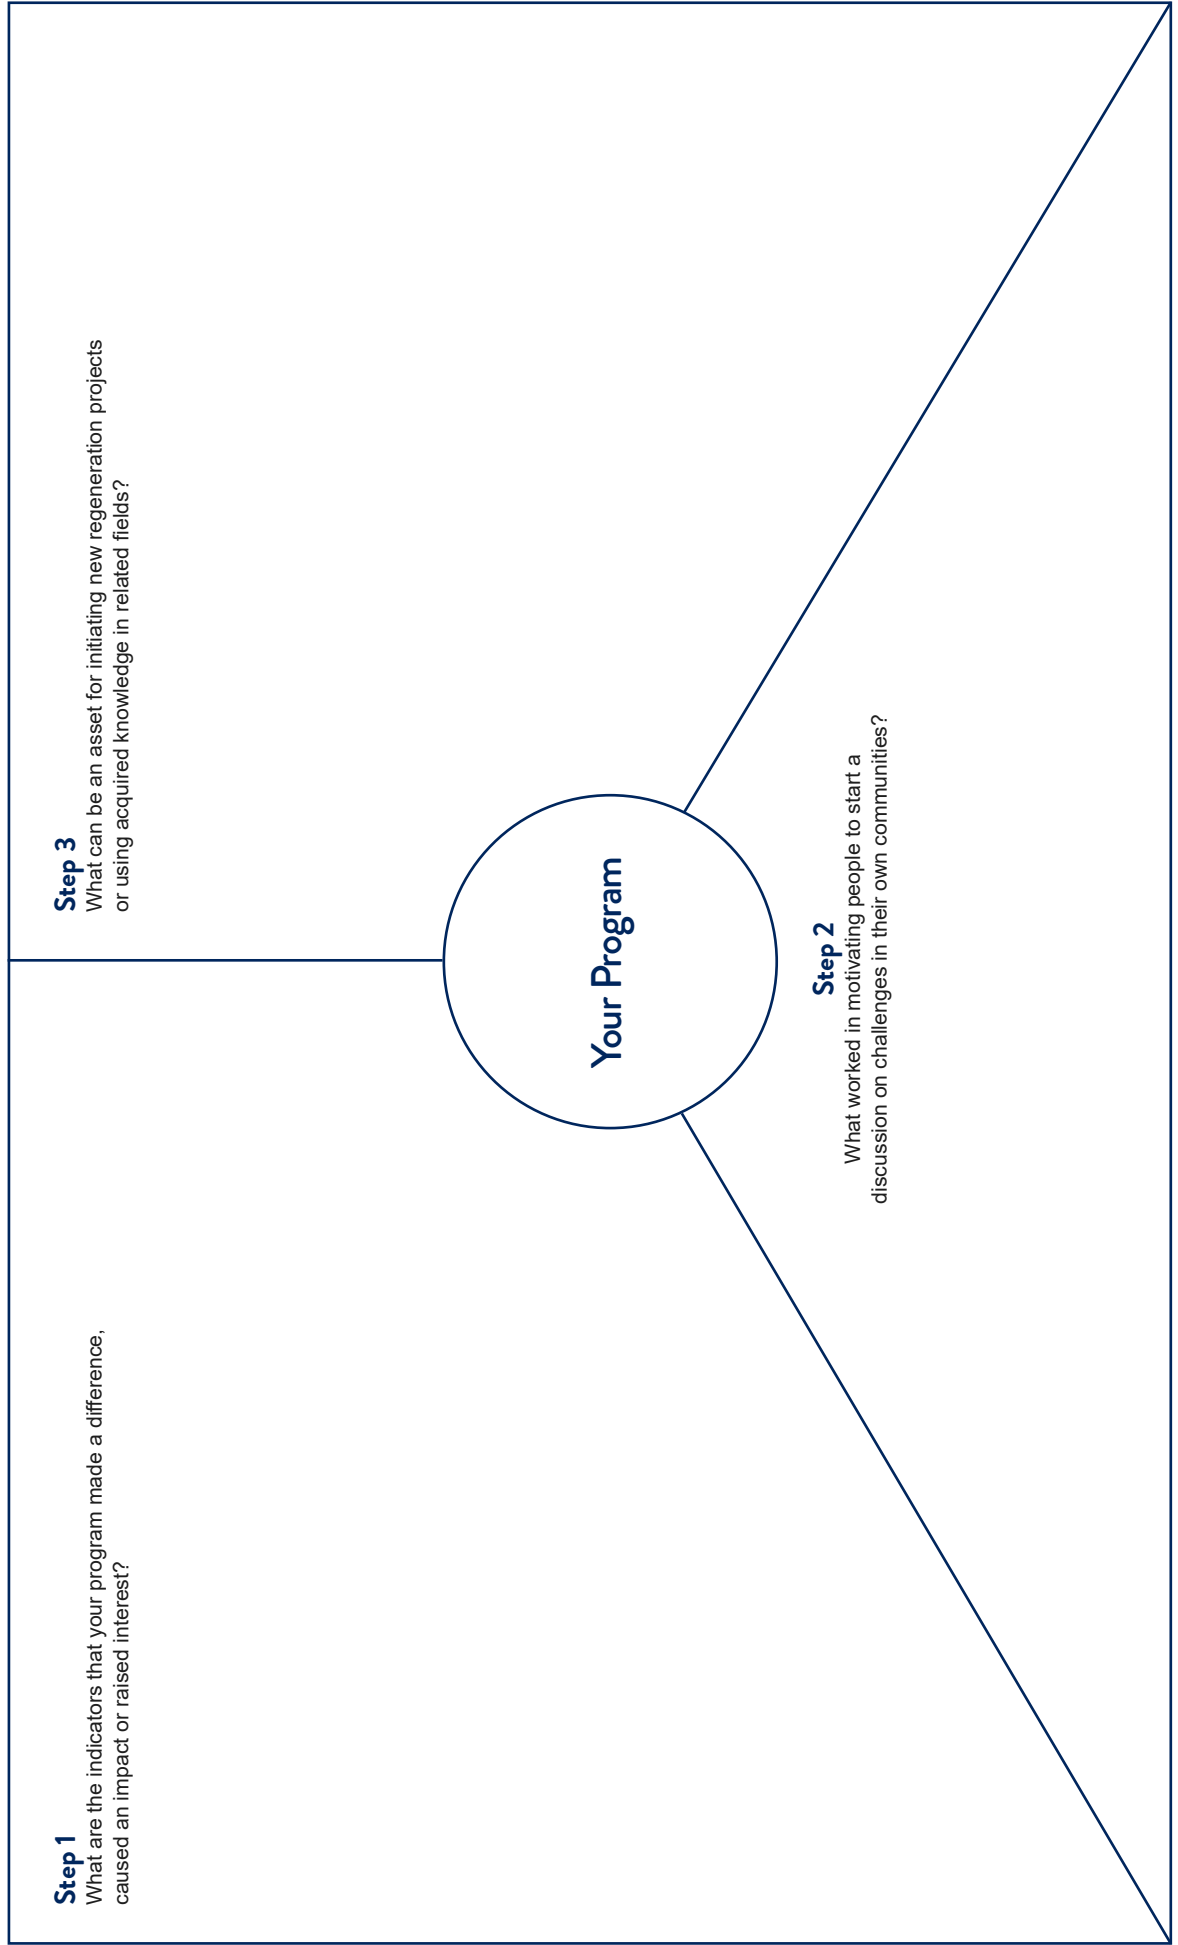 Step 1
What are the indicators that your program made a difference,
caused an impact or raised interest?
Step 3
What can be an asset for initiating new regeneration projects
or using acquired knowledge in related fields?
Your Program
Step 2
What worked in motivating people to start a
discussion on challenges in their own communities?